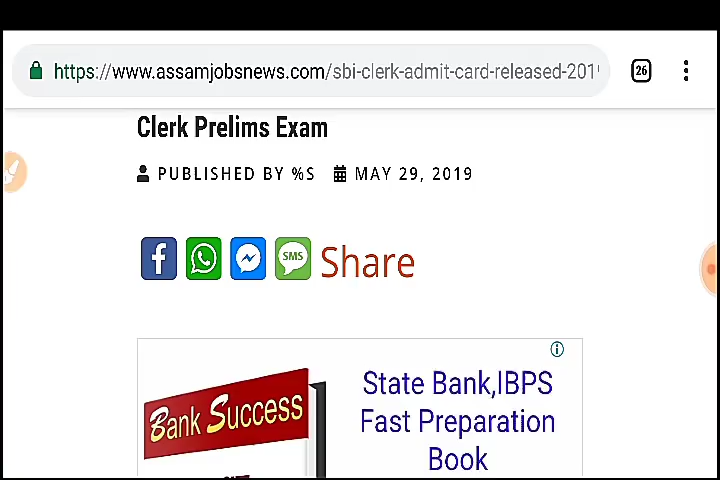 https://www.assamjobsnews.com/sbi-clerk-admit-card-released-201
26
Clerk Prelims Exam
PUBLISHED BY %S MAY 29, 2019
f SMS Share
State Bank,IBPS
Fast Preparation
Book
Bank Success